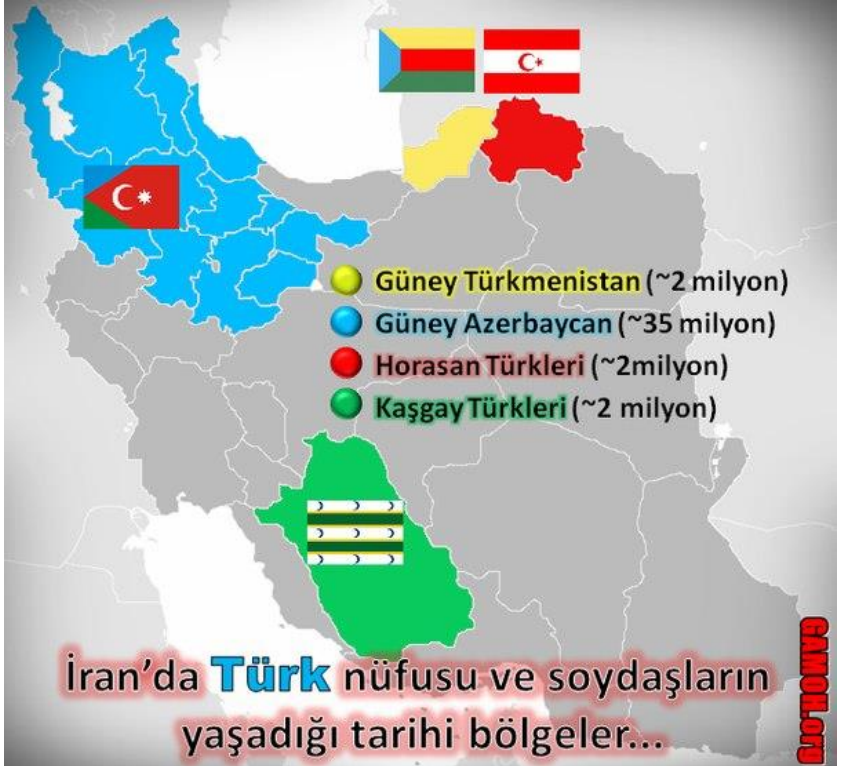 Güney Türkmenistan (~2 milyon)
Güney Azerbaycan (~35 milyon)
Horasan Türkleri (~2milyon)
Kaşgay Türkleri (~2 milyon)
İran'da Türk nüfusu ve soydaşların
yaşadığı tarihi bölgeler...
GAMOH.org